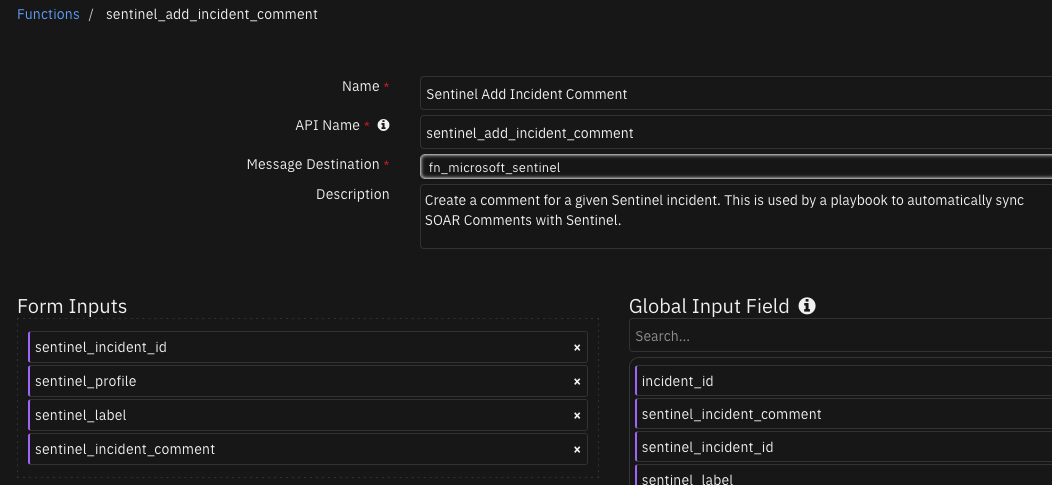 Functions / sentinel_add_incident_comment
Name *
Sentinel Add Incident Comment
API Name *
sentinel_add_incident_comment
Message Destination *
fn_microsoft_sentinel
Description
Create a comment for a given Sentinel incident. This is used by a playbook to automatically sync
SOAR Comments with Sentinel.
Form Inputs
sentinel_incident_id ×
sentinel_profile ×
sentinel_label ×
sentinel_incident_comment ×
Global Input Field
Search...
incident_id
sentinel_incident_comment
sentinel_incident_id
sentinel_label